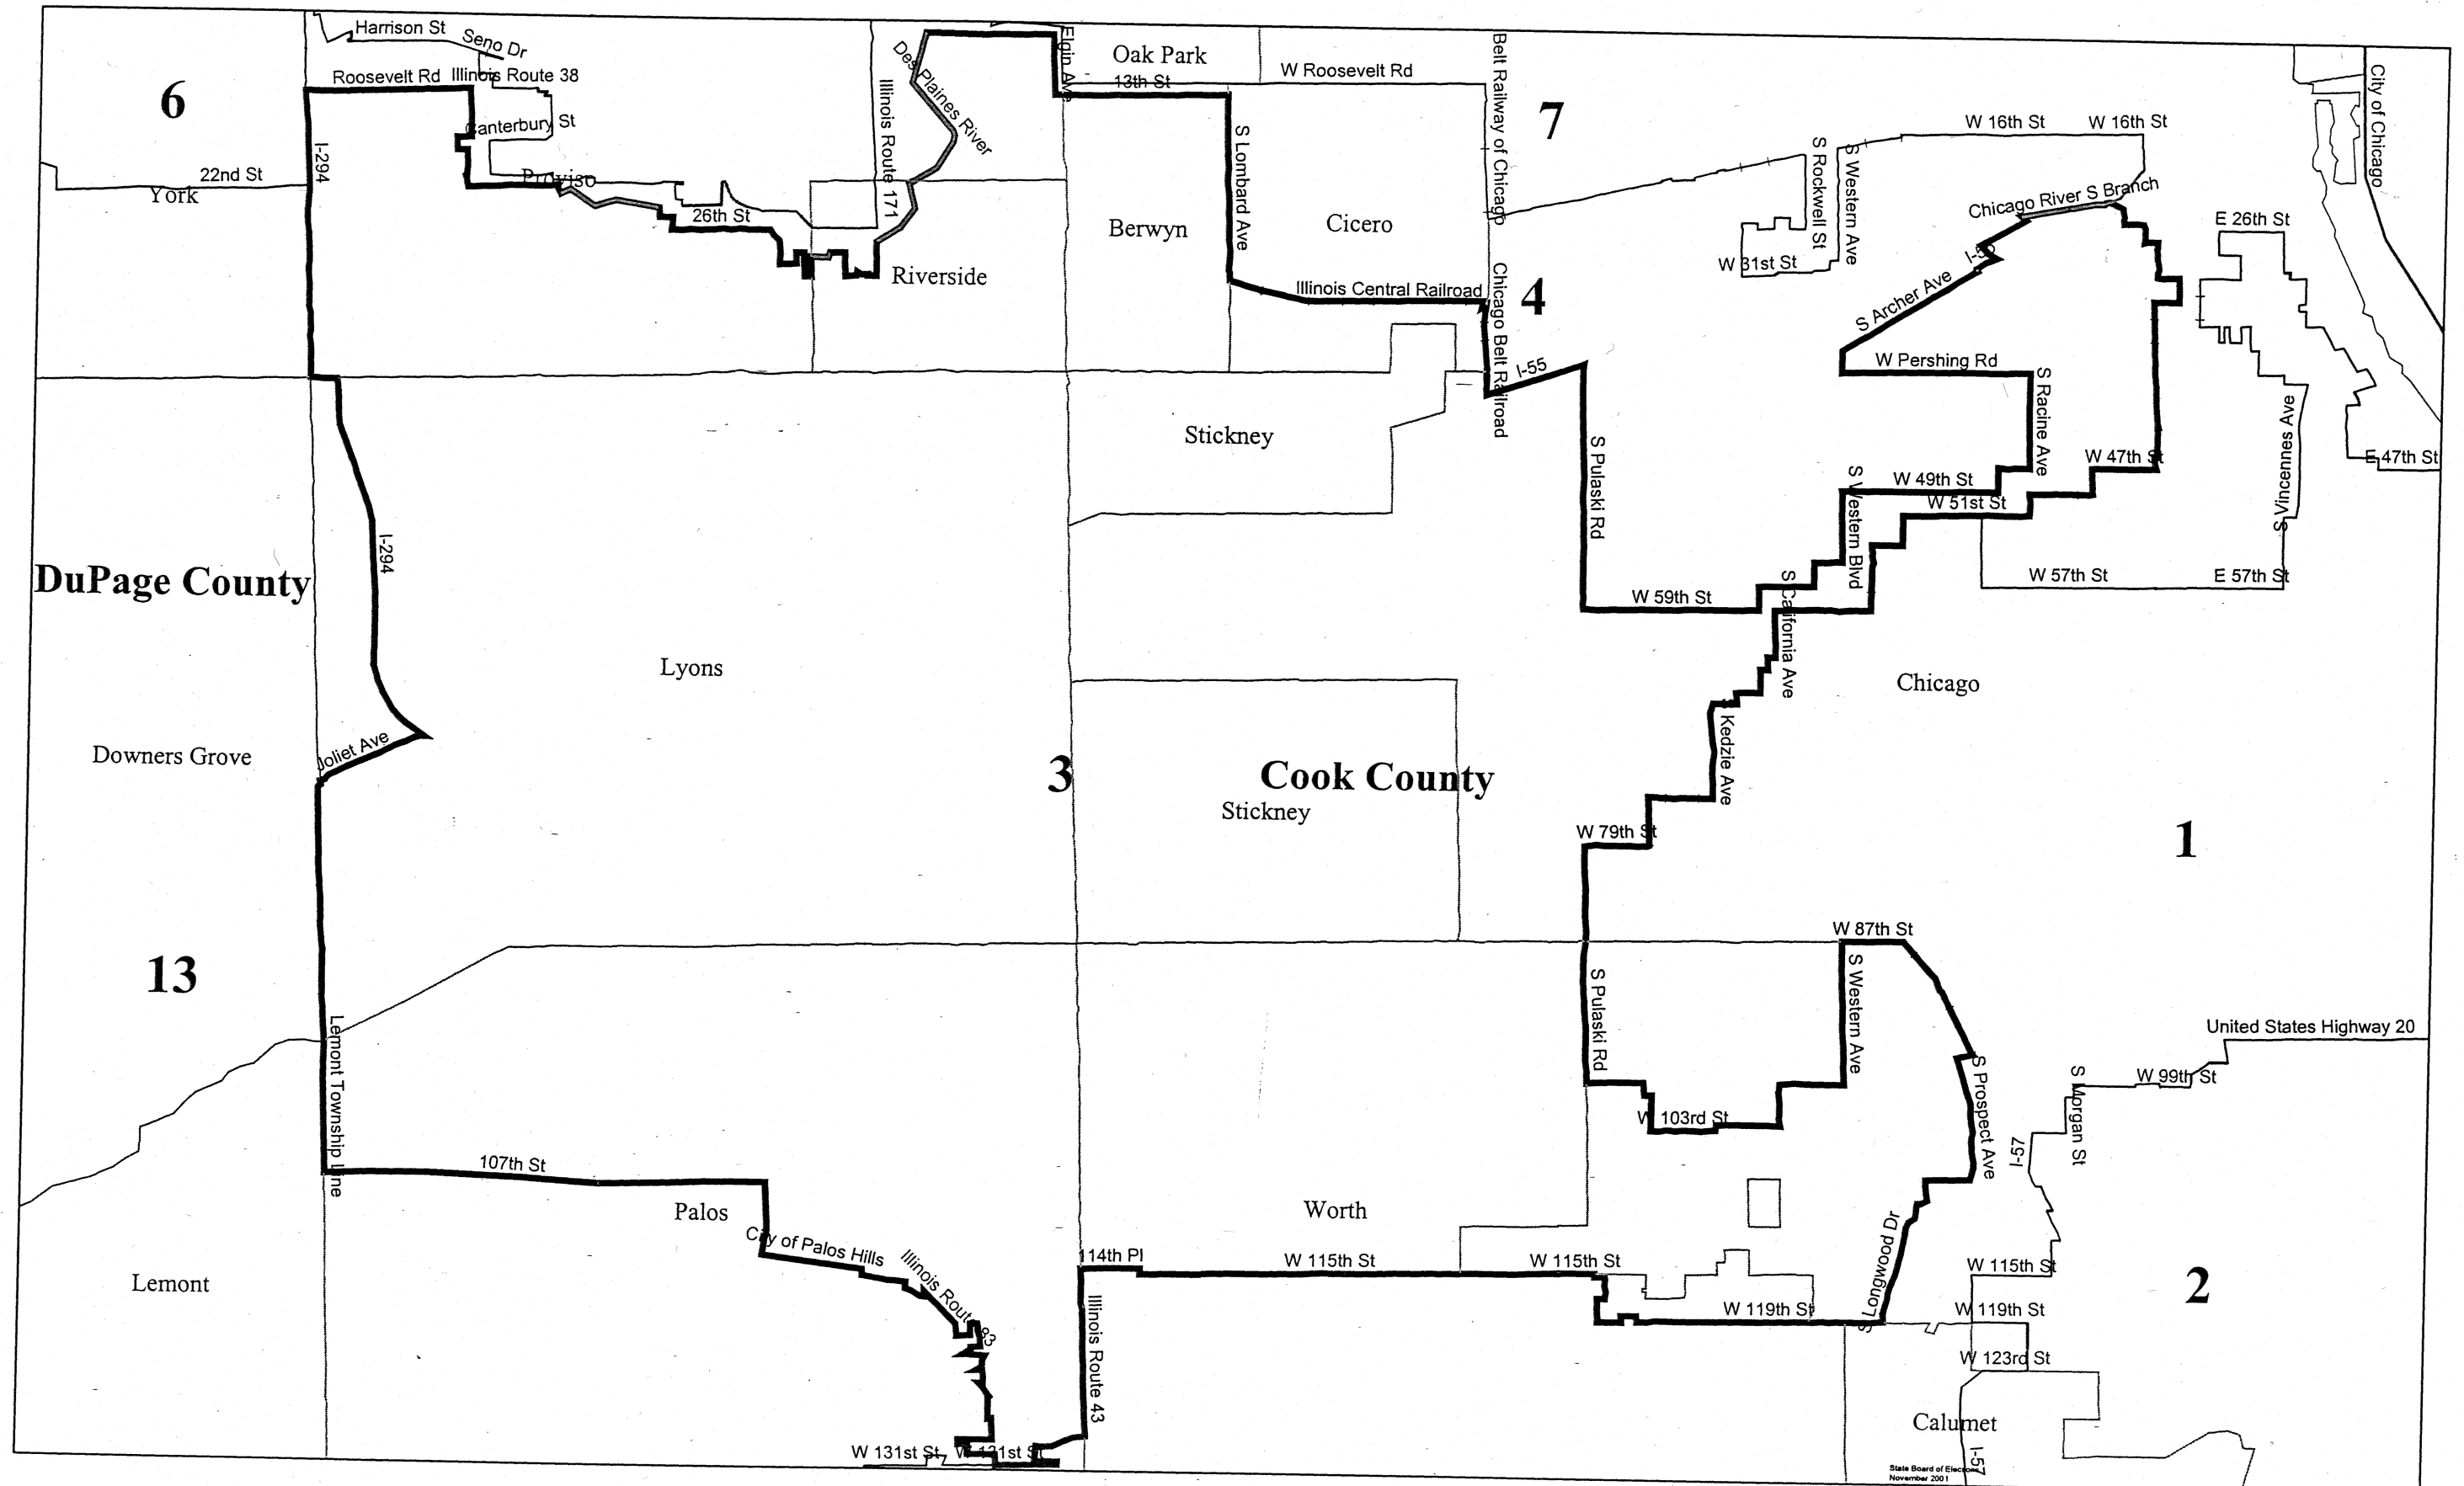 Harrison St
Seno Dr
Roosevelt Rd
Illinois Route 38
Canterbury St
6
22nd St
York
I-294
Proviso
26th St
Illinois Route 171
Des Plaines River
Elgin Ave
Oak Park
13th St
W Roosevelt Rd
Belt Railway of Chicago
7
S Lombard Ave
Berwyn
Cicero
Riverside
Illinois Central Railroad
Chicago Belt Railroad
4
W 16th St
W 16th St
S Rockwell St
S Western Ave
W 31st St
Chicago River S Branch
City of Chicago
E 26th St
I-55
S Archer Ave
W Pershing Rd
S Racine Ave
I-55
Stickney
S Pulaski Rd
W 47th St
E 47th St
S Vincennes Ave
W 49th St
W 51st St
S Western Blvd
W 57th St
E 57th St
W 59th St
S California Ave
I-294
DuPage County
Lyons
Chicago
Downers Grove
Joliet Ave
3
Cook County
Stickney
Kedzie Ave
W 79th St
1
13
W 87th St
S Pulaski Rd
S Western Ave
Lemont Township Line
United States Highway 20
S Prospect Ave
S Morgan St
W 99th St
W 103rd St
I-57
107th St
Palos
Worth
City of Palos Hills
Illinois Route 83
114th Pl
W 115th St
W 115th St
S Longwood Dr
W 115th St
Lemont
2
Illinois Route 43
W 119th St
W 119th St
W 123rd St
Calumet
W 131st St
W 131st St
I-57
State Board of Elections
November 2001